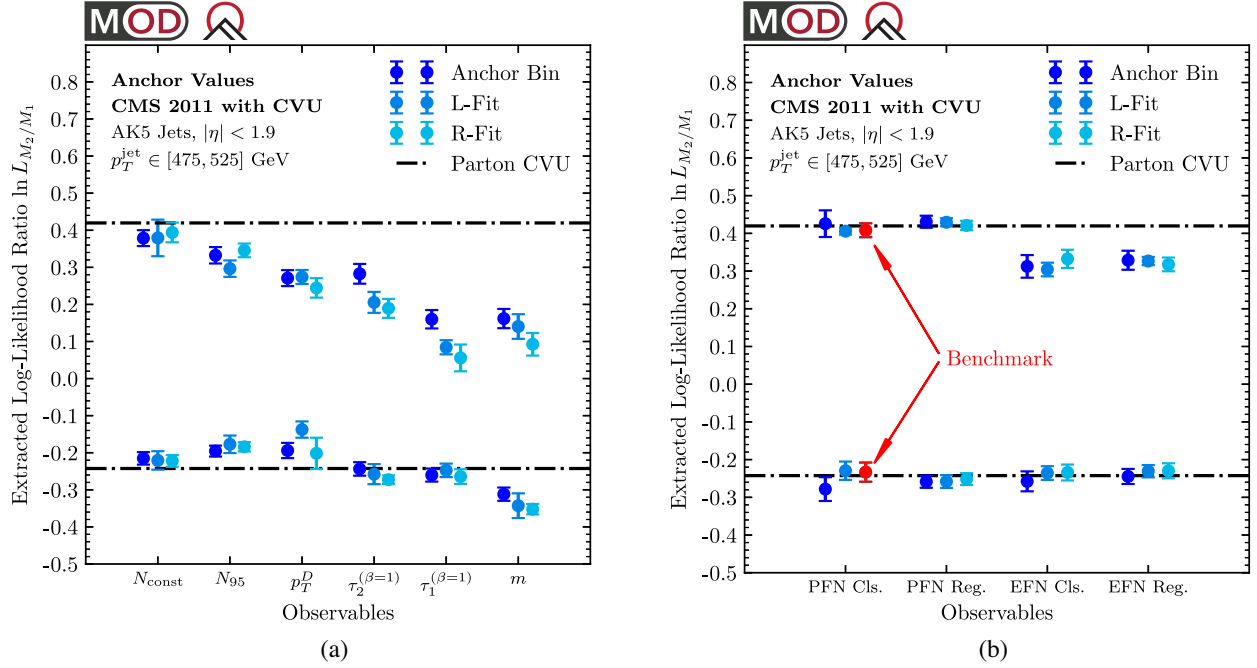 MOD
Anchor Values
CMS 2011 with CVU
AK5 Jets, |η| < 1.9
p_T^jet ∈ [475, 525] GeV
Anchor Bin
L-Fit
R-Fit
Parton CVU
Extracted Log-Likelihood Ratio ln L_{M_2/M_1}
0.8
0.7
0.6
0.5
0.4
0.3
0.2
0.1
0.0
-0.1
-0.2
-0.3
-0.4
-0.5
N_const N_95 p_T^D τ_2^(β=1) τ_1^(β=1) m
Observables
(a)
MOD
Anchor Values
CMS 2011 with CVU
AK5 Jets, |η| < 1.9
p_T^jet ∈ [475, 525] GeV
Anchor Bin
L-Fit
R-Fit
Parton CVU
Benchmark
Extracted Log-Likelihood Ratio ln L_{M_2/M_1}
0.8
0.7
0.6
0.5
0.4
0.3
0.2
0.1
0.0
-0.1
-0.2
-0.3
-0.4
-0.5
PFN Cls. PFN Reg. EFN Cls. EFN Reg.
Observables
(b)